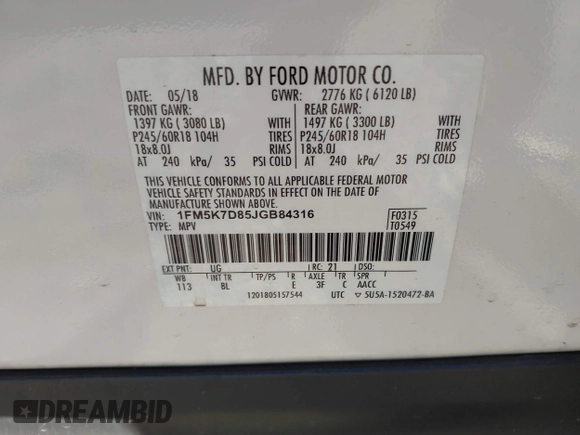 MFD. BY FORD MOTOR CO.
DATE: 05/18 GVWR: 2776 KG ( 6120 LB)
FRONT GAWR: REAR GAWR:
1397 KG ( 3080 LB) WITH 1497 KG ( 3300 LB) WITH
P245/60R18 104H TIRES P245/60R18 104H TIRES
18x8.0J RIMS 18x8.0J RIMS
AT 240 kPa/ 35 PSI COLD AT 240 kPa/ 35 PSI COLD
THIS VEHICLE CONFORMS TO ALL APPLICABLE FEDERAL MOTOR
VEHICLE SAFETY STANDARDS IN EFFECT ON THE DATE OF
MANUFACTURE SHOWN ABOVE.
VIN: 1FM5K7D85JGB84316 F0315
TYPE: MPV T0549
EXT PNT: UG RC: 21 DSO:
WB INT TR TP/PS R AXLE TR SPR
113 BL E 3F C AACC
1201805157544 UTC ▽ 5U5A-1520472-BA
DREAMBID